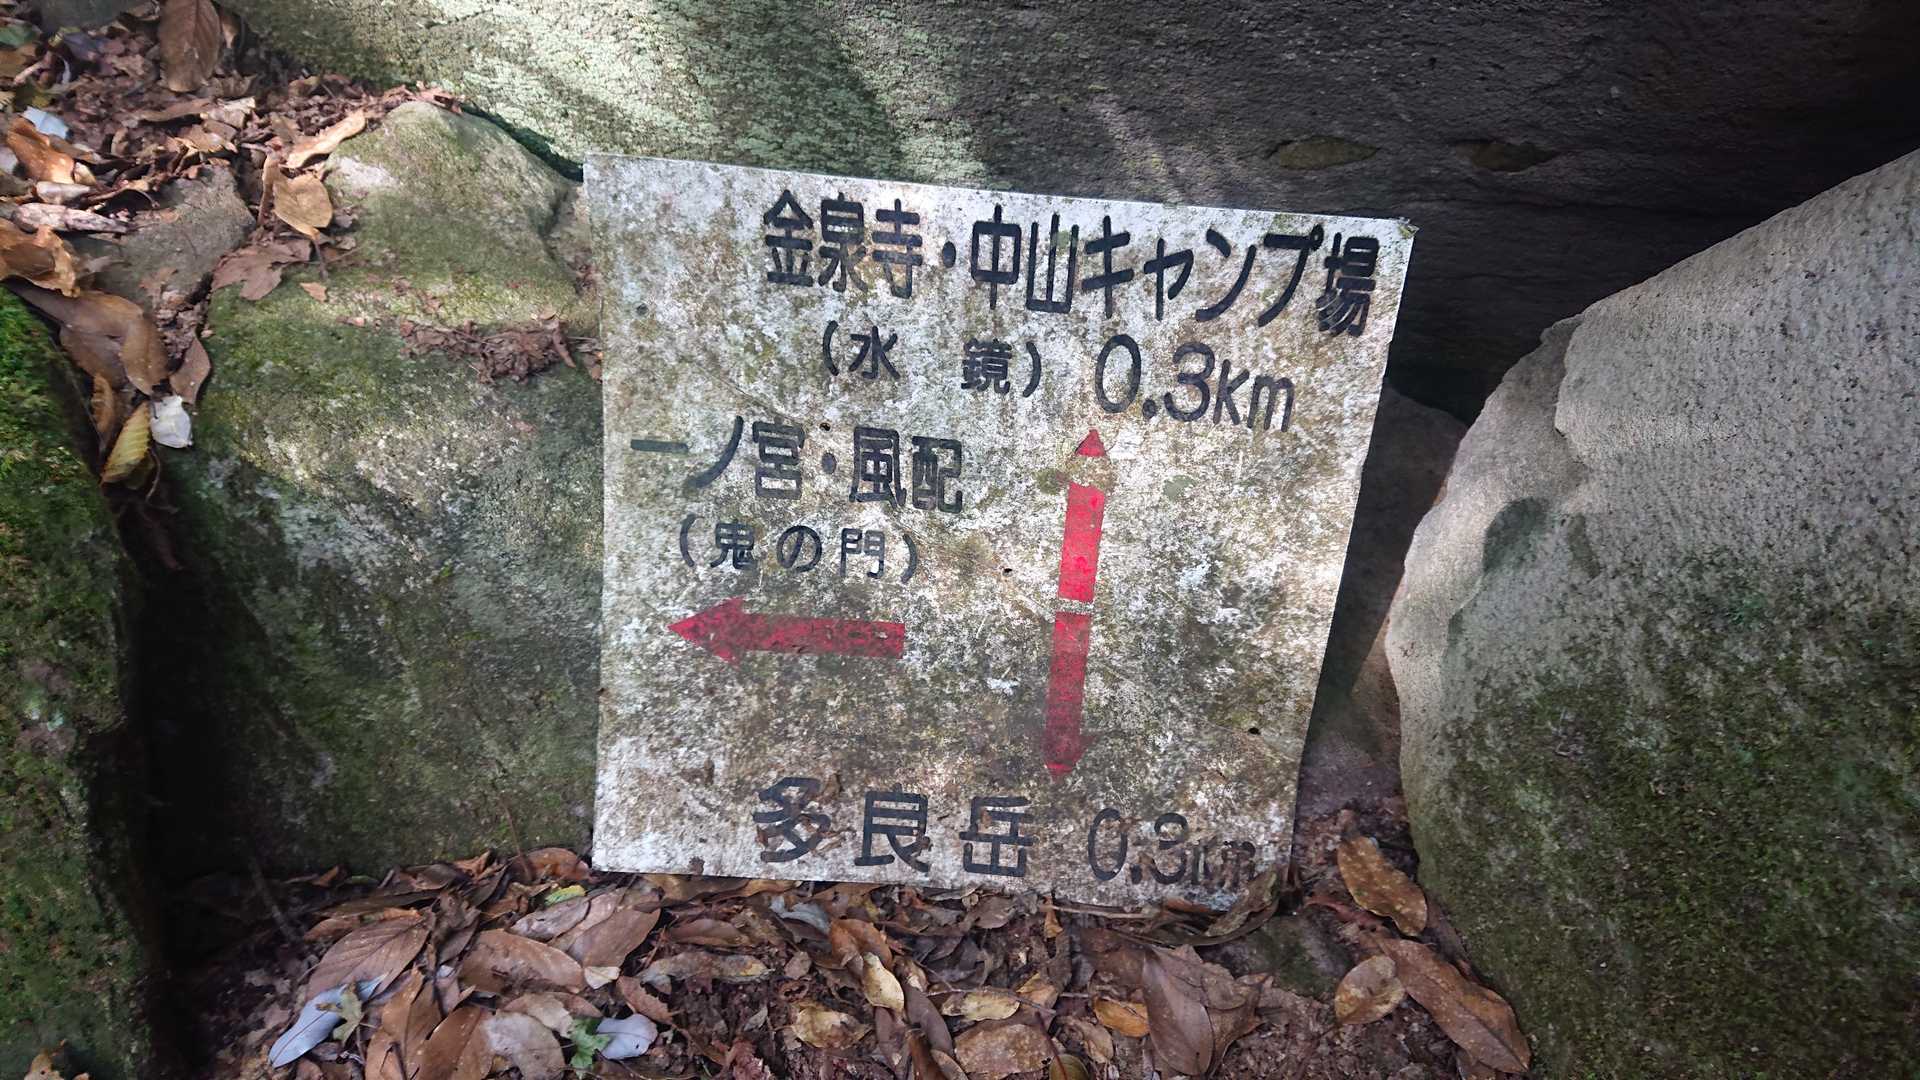 金泉寺・中山キャンプ場
(水 鏡) 0.3km
一ノ宮・風配
(鬼の門)
多良岳 0.3km